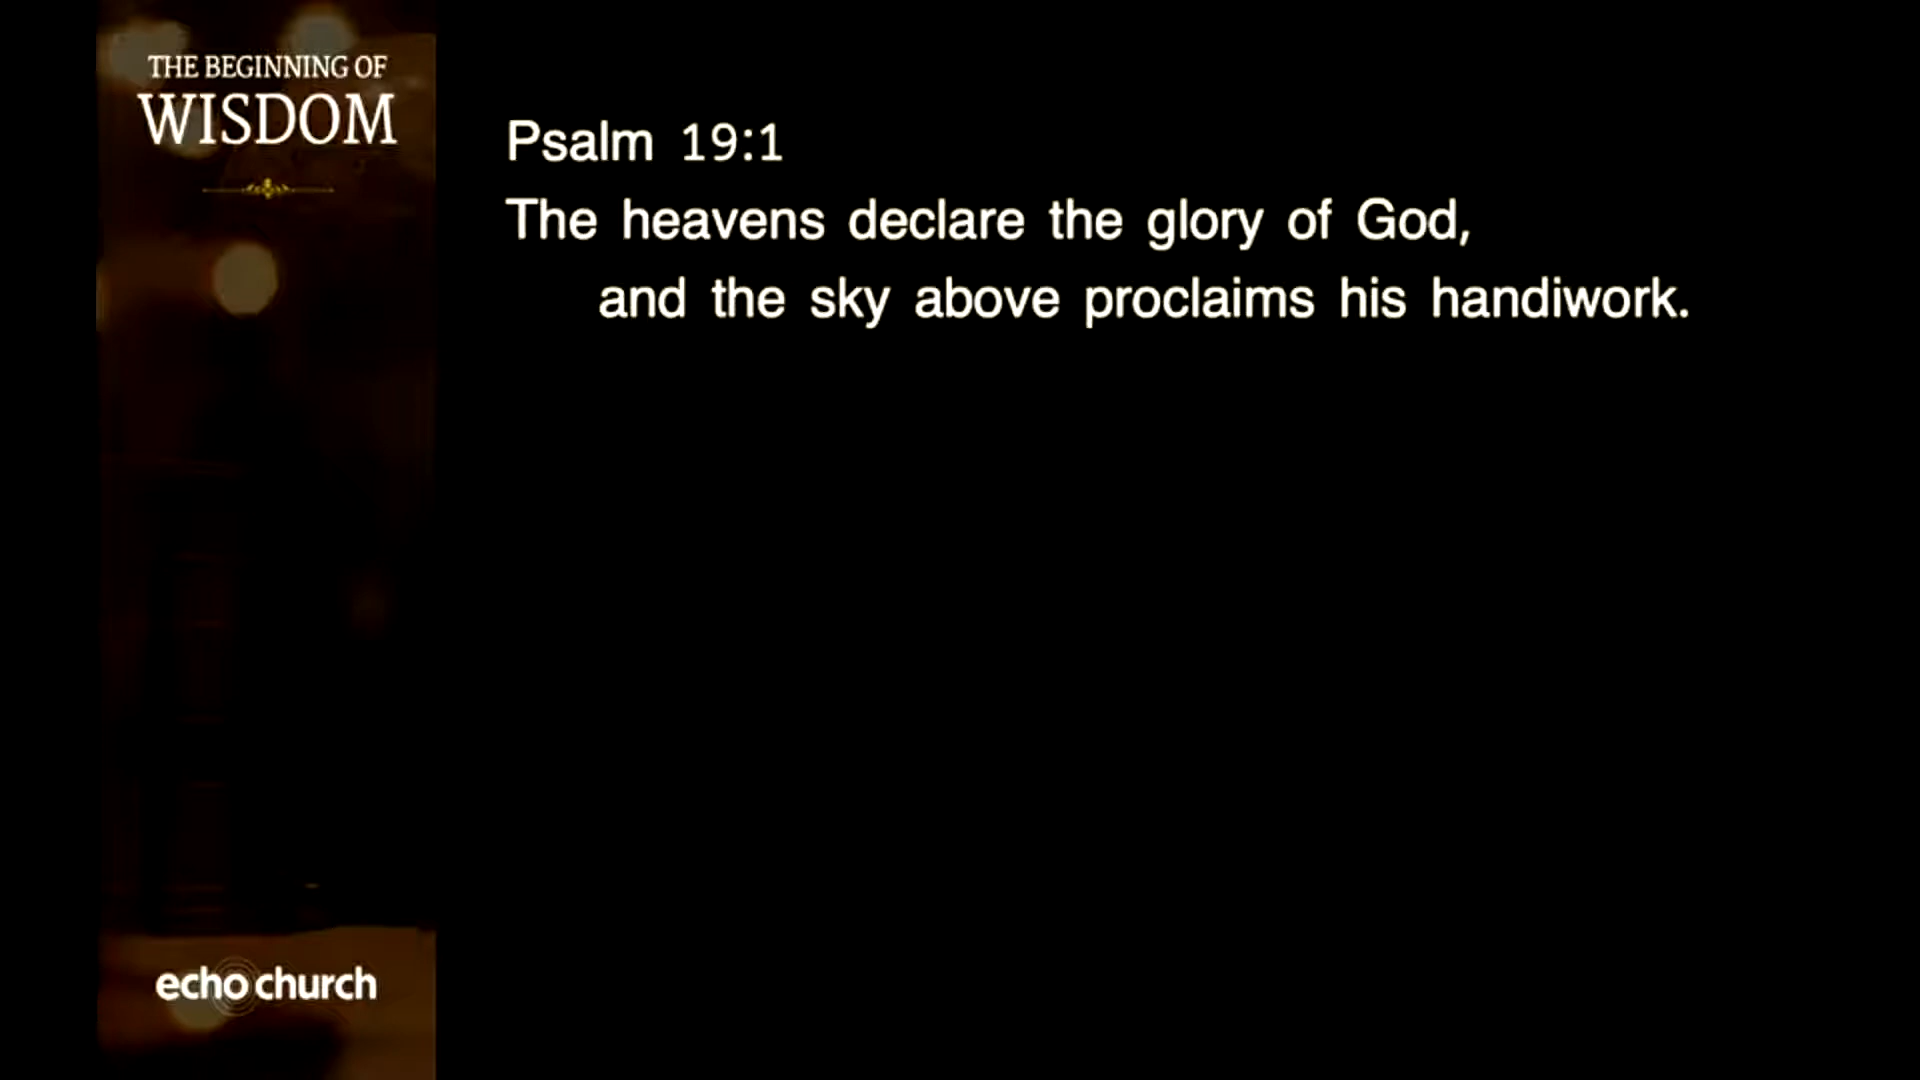 THE BEGINNING OF
WISDOM
Psalm 19:1
The heavens declare the glory of God,
and the sky above proclaims his handiwork.
echo church